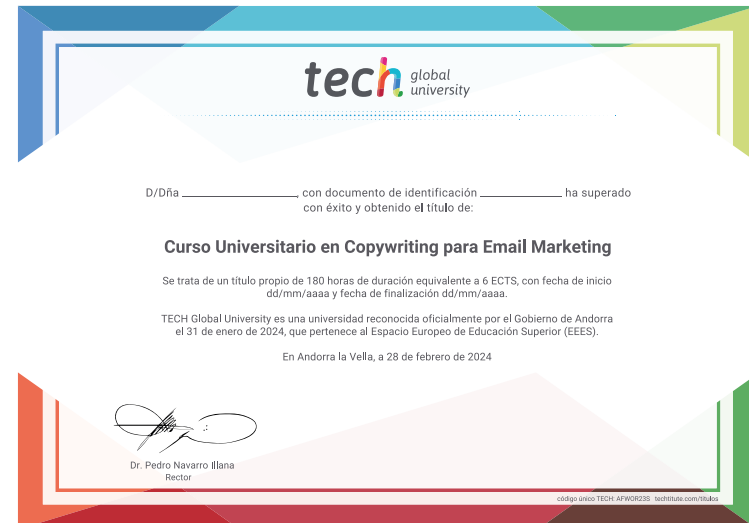 tech global
university
D/Dña ____________________, con documento de identificación ______________ ha superado
con éxito y obtenido el título de:
Curso Universitario en Copywriting para Email Marketing
Se trata de un título propio de 180 horas de duración equivalente a 6 ECTS, con fecha de inicio
dd/mm/aaaa y fecha de finalización dd/mm/aaaa.
TECH Global University es una universidad reconocida oficialmente por el Gobierno de Andorra
el 31 de enero de 2024, que pertenece al Espacio Europeo de Educación Superior (EEES).
En Andorra la Vella, a 28 de febrero de 2024
Dr. Pedro Navarro Illana
Rector
código único TECH: AFWOR23S techtitute.com/titulos